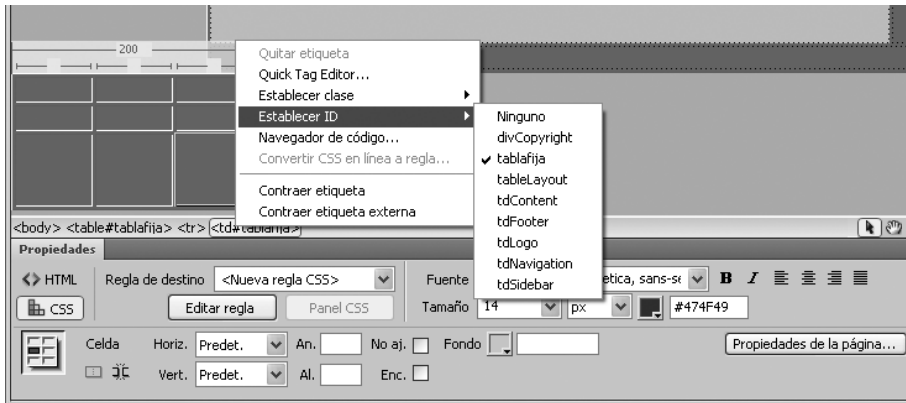 200
Quitar etiqueta
Quick Tag Editor...
Establecer clase
Establecer ID
Navegador de código...
Convertir CSS en línea a regla...
Contraer etiqueta
Contraer etiqueta externa
Ninguno
divCopyright
tablafija
tableLayout
tdContent
tdFooter
tdLogo
tdNavigation
tdSidebar
<body> <table#tablafija> <tr> <td#tablafija>
Propiedades
<> HTML Regla de destino <Nueva regla CSS> Fuente etica, sans-se B I
CSS Editar regla Panel CSS Tamaño 14 px #474F49
Celda Horiz. Predet. An. No aj. Fondo Propiedades de la página...
Vert. Predet. Al. Enc.